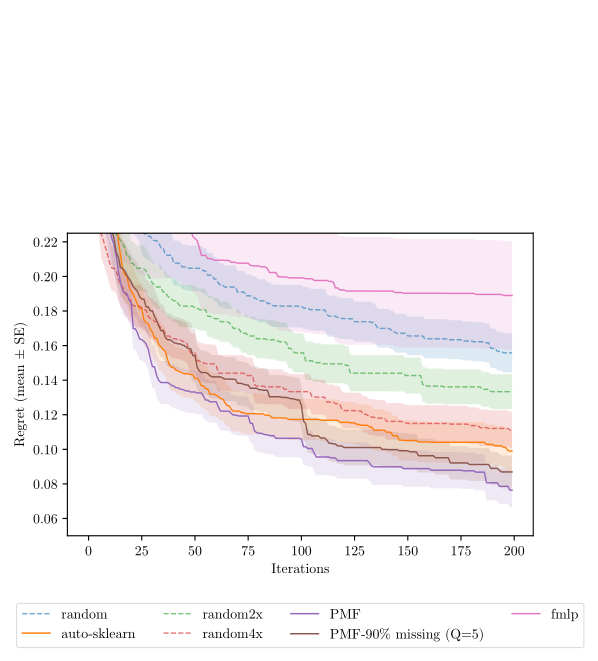 0.22
0.20
0.18
0.16
0.14
0.12
0.10
0.08
0.06
Regret (mean ± SE)
0 25 50 75 100 125 150 175 200
Iterations
random random2x PMF fmlp
auto-sklearn random4x PMF-90% missing (Q=5)